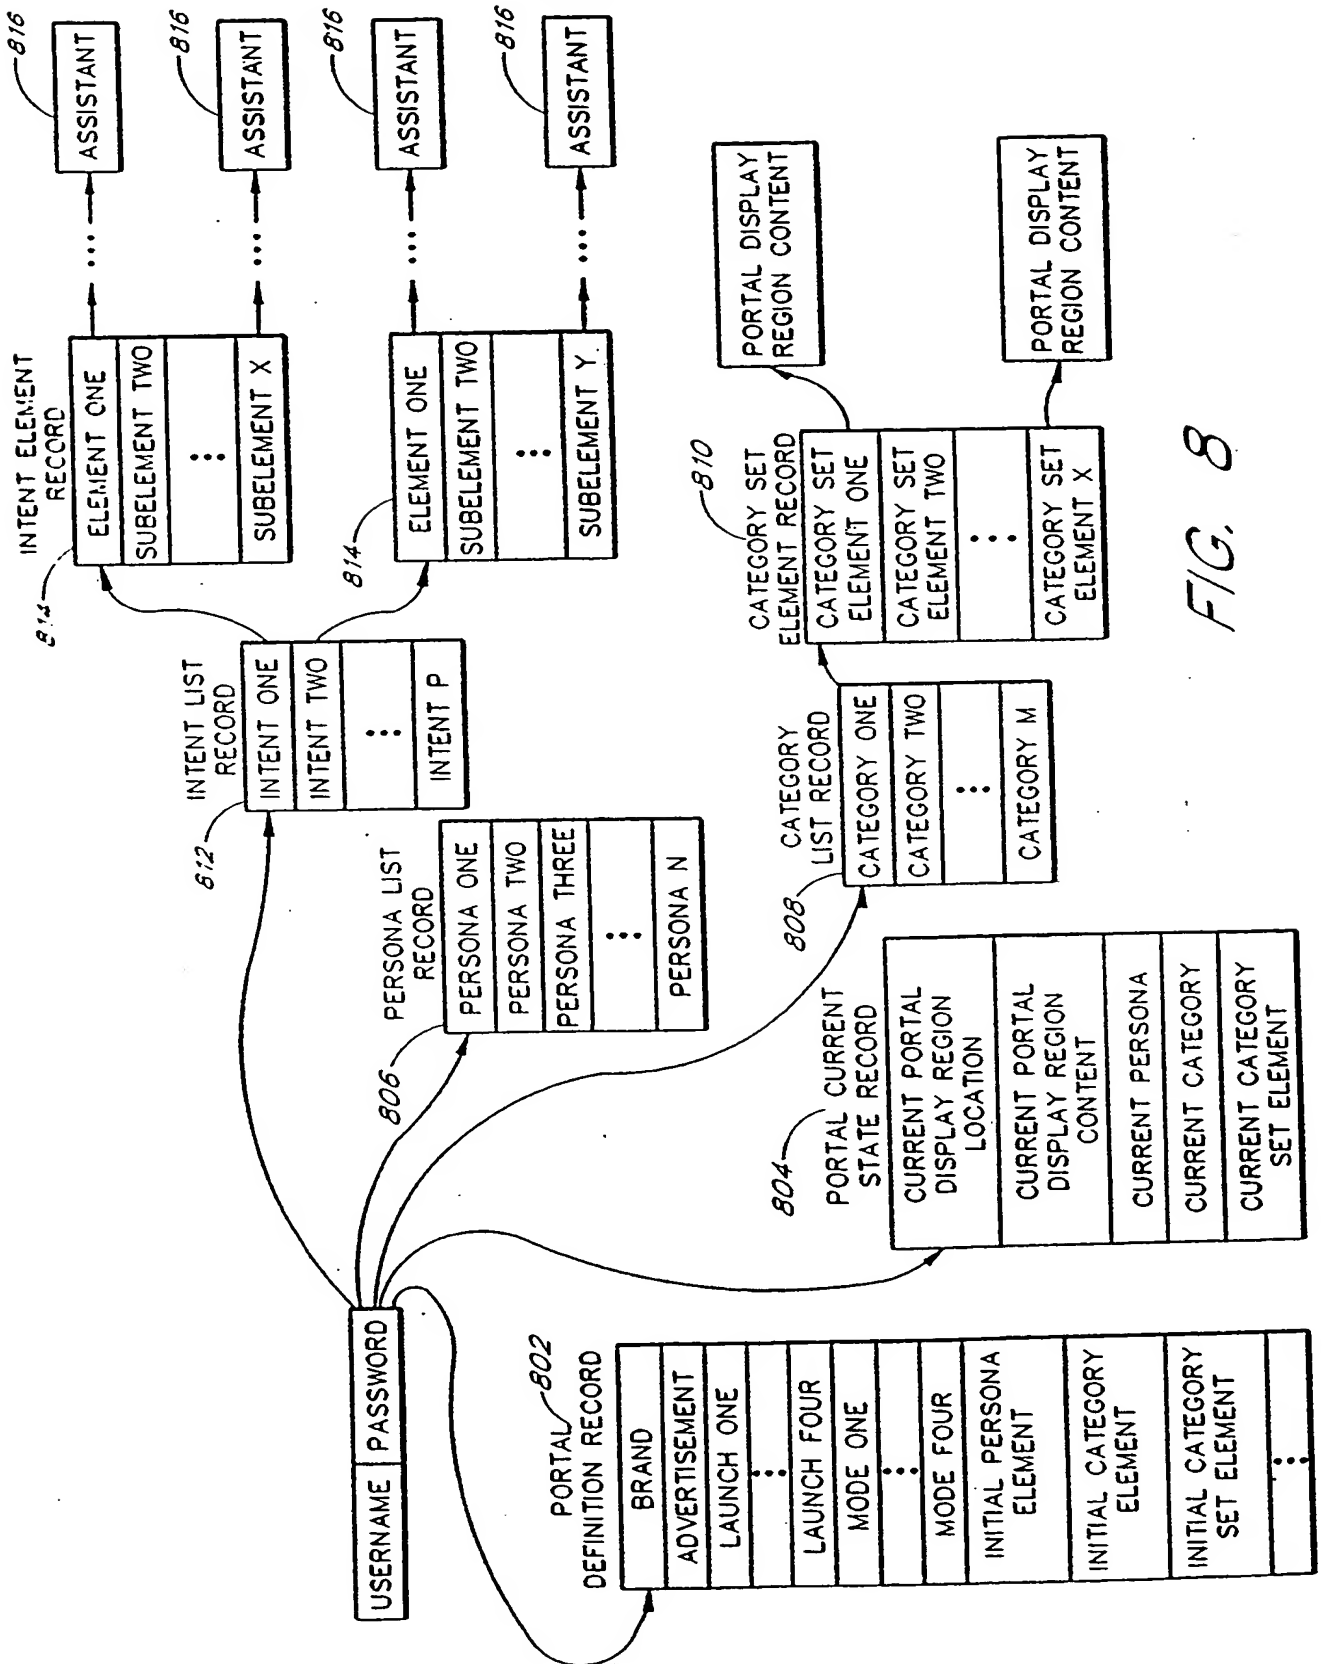 USERNAME
PASSWORD
802
PORTAL
DEFINITION RECORD
BRAND
ADVERTISEMENT
LAUNCH ONE
⋮
LAUNCH FOUR
MODE ONE
⋮
MODE FOUR
INITIAL PERSONA
ELEMENT
INITIAL CATEGORY
ELEMENT
INITIAL CATEGORY
SET ELEMENT
⋮
804
PORTAL CURRENT
STATE RECORD
CURRENT PORTAL
DISPLAY REGION
LOCATION
CURRENT PORTAL
DISPLAY REGION
CONTENT
CURRENT PERSONA
CURRENT CATEGORY
CURRENT CATEGORY
SET ELEMENT
806
PERSONA LIST
RECORD
PERSONA ONE
PERSONA TWO
PERSONA THREE
⋮
PERSONA N
808
CATEGORY
LIST RECORD
CATEGORY ONE
CATEGORY TWO
⋮
CATEGORY M
810
CATEGORY SET
ELEMENT RECORD
CATEGORY SET
ELEMENT ONE
CATEGORY SET
ELEMENT TWO
⋮
CATEGORY SET
ELEMENT X
PORTAL DISPLAY
REGION CONTENT
PORTAL DISPLAY
REGION CONTENT
812
INTENT LIST
RECORD
INTENT ONE
INTENT TWO
⋮
INTENT P
814
INTENT ELEMENT
RECORD
ELEMENT ONE
SUBELEMENT TWO
⋮
SUBELEMENT X
814
ELEMENT ONE
SUBELEMENT TWO
⋮
SUBELEMENT Y
...
ASSISTANT
816
...
ASSISTANT
816
...
ASSISTANT
816
...
ASSISTANT
816
FIG. 8